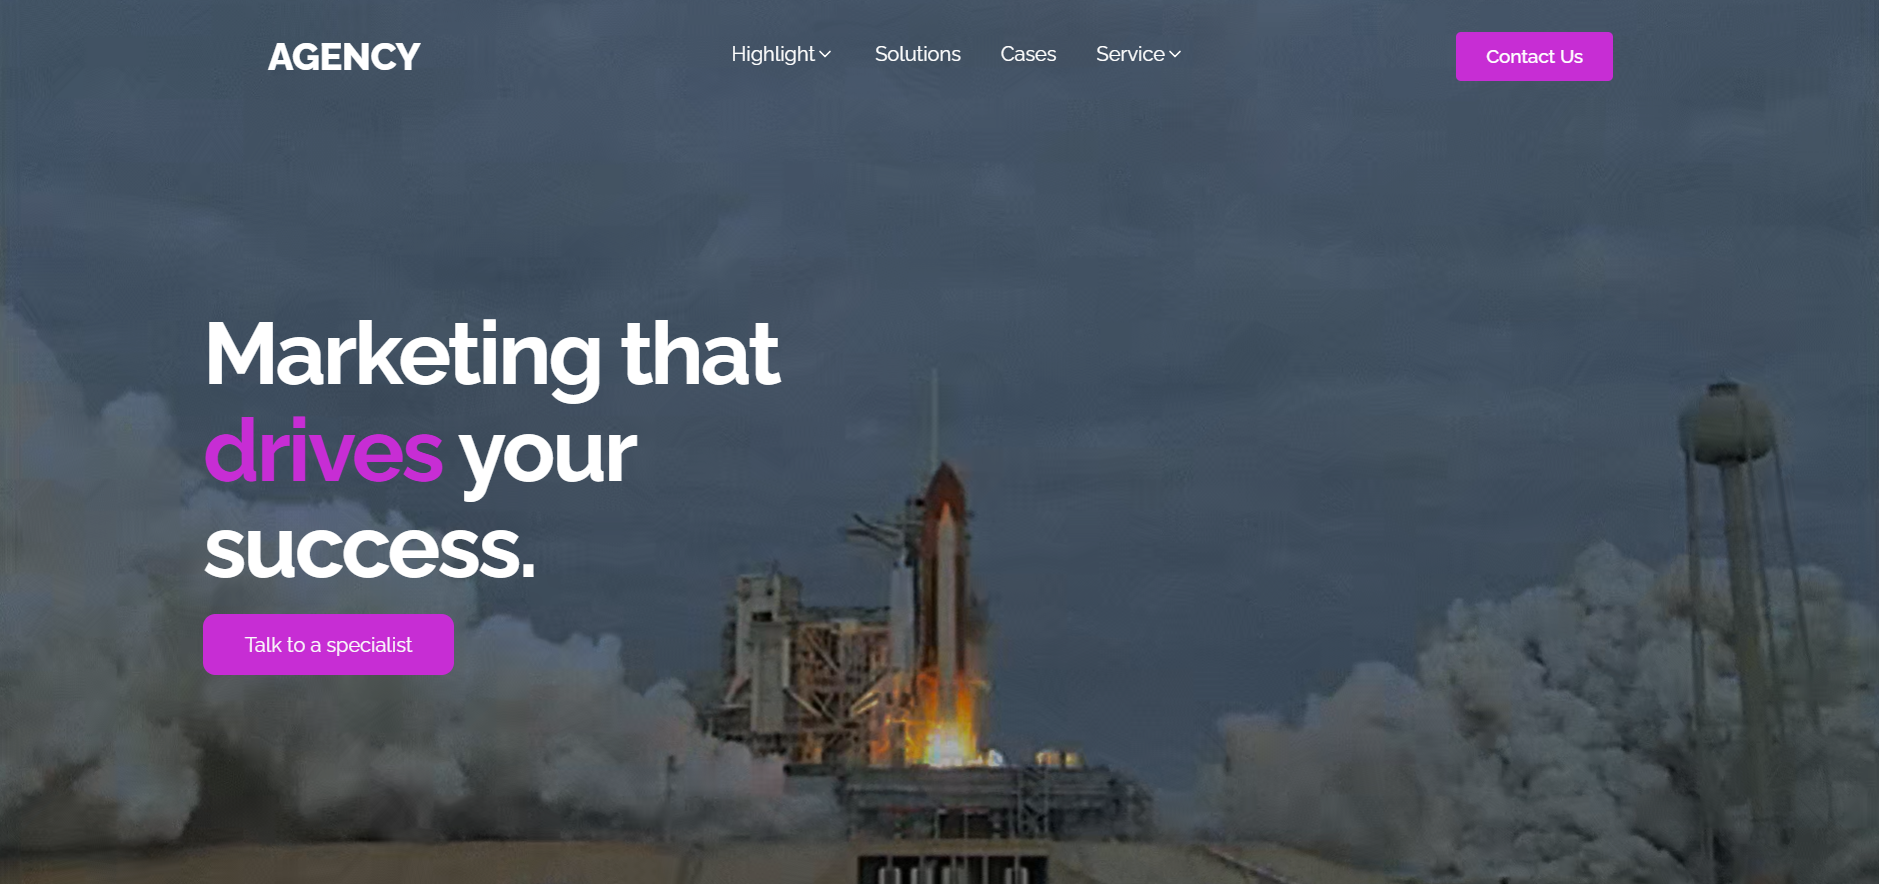 AGENCY
Highlight Solutions Cases Service
Contact Us
Marketing that
drives your
success.
Talk to a specialist